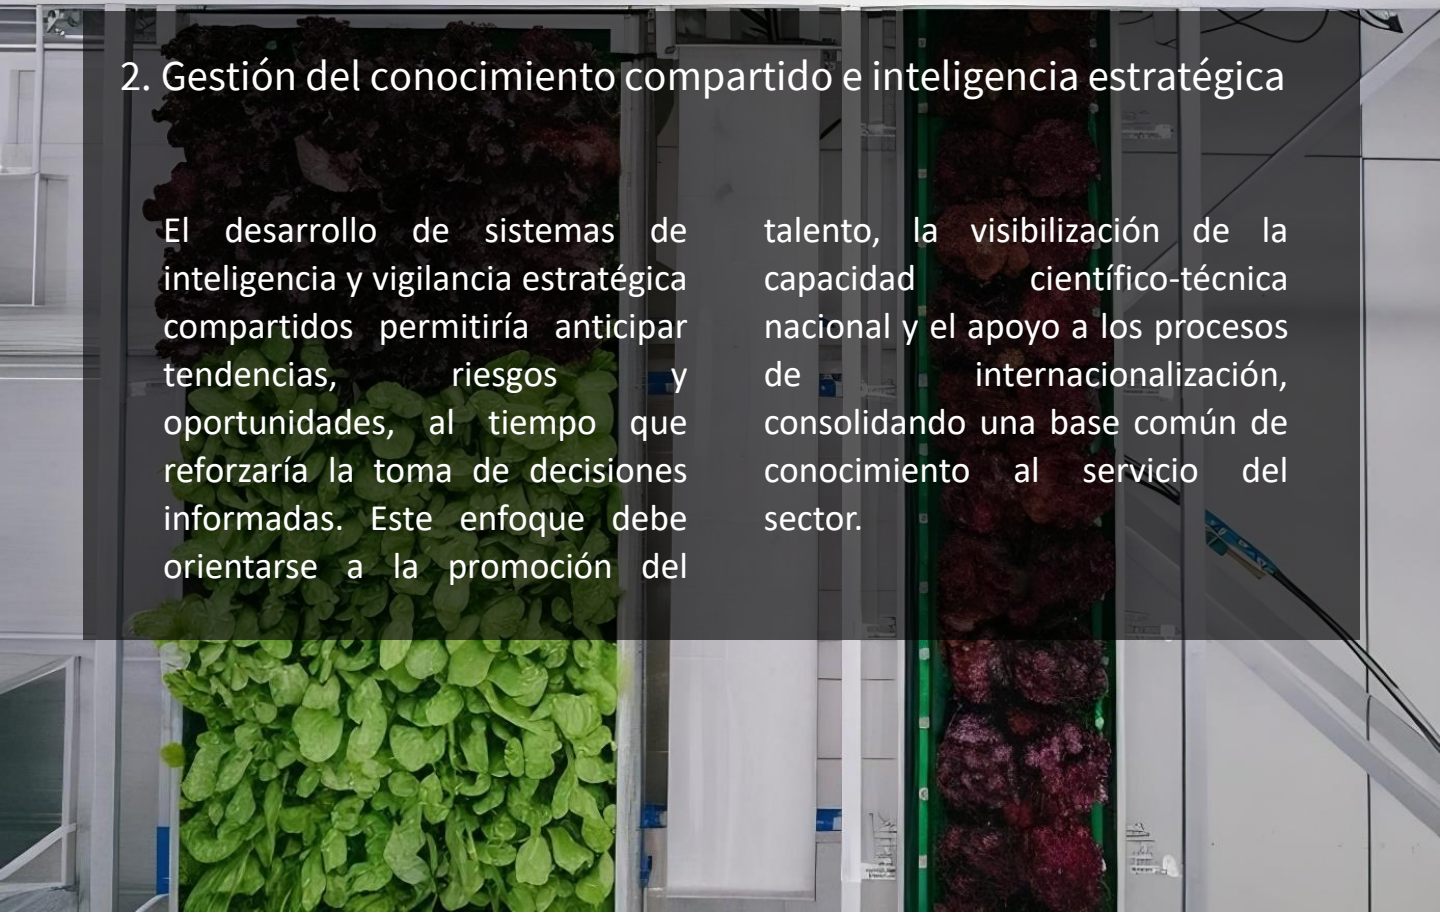 2. Gestión del conocimiento compartido e inteligencia estratégica
El desarrollo de sistemas de
inteligencia y vigilancia estratégica
compartidos permitiría anticipar
tendencias, riesgos y
oportunidades, al tiempo que
reforzaría la toma de decisiones
informadas. Este enfoque debe
orientarse a la promoción del
talento, la visibilización de la
capacidad científico-técnica
nacional y el apoyo a los procesos
de internacionalización,
consolidando una base común de
conocimiento al servicio del
sector.